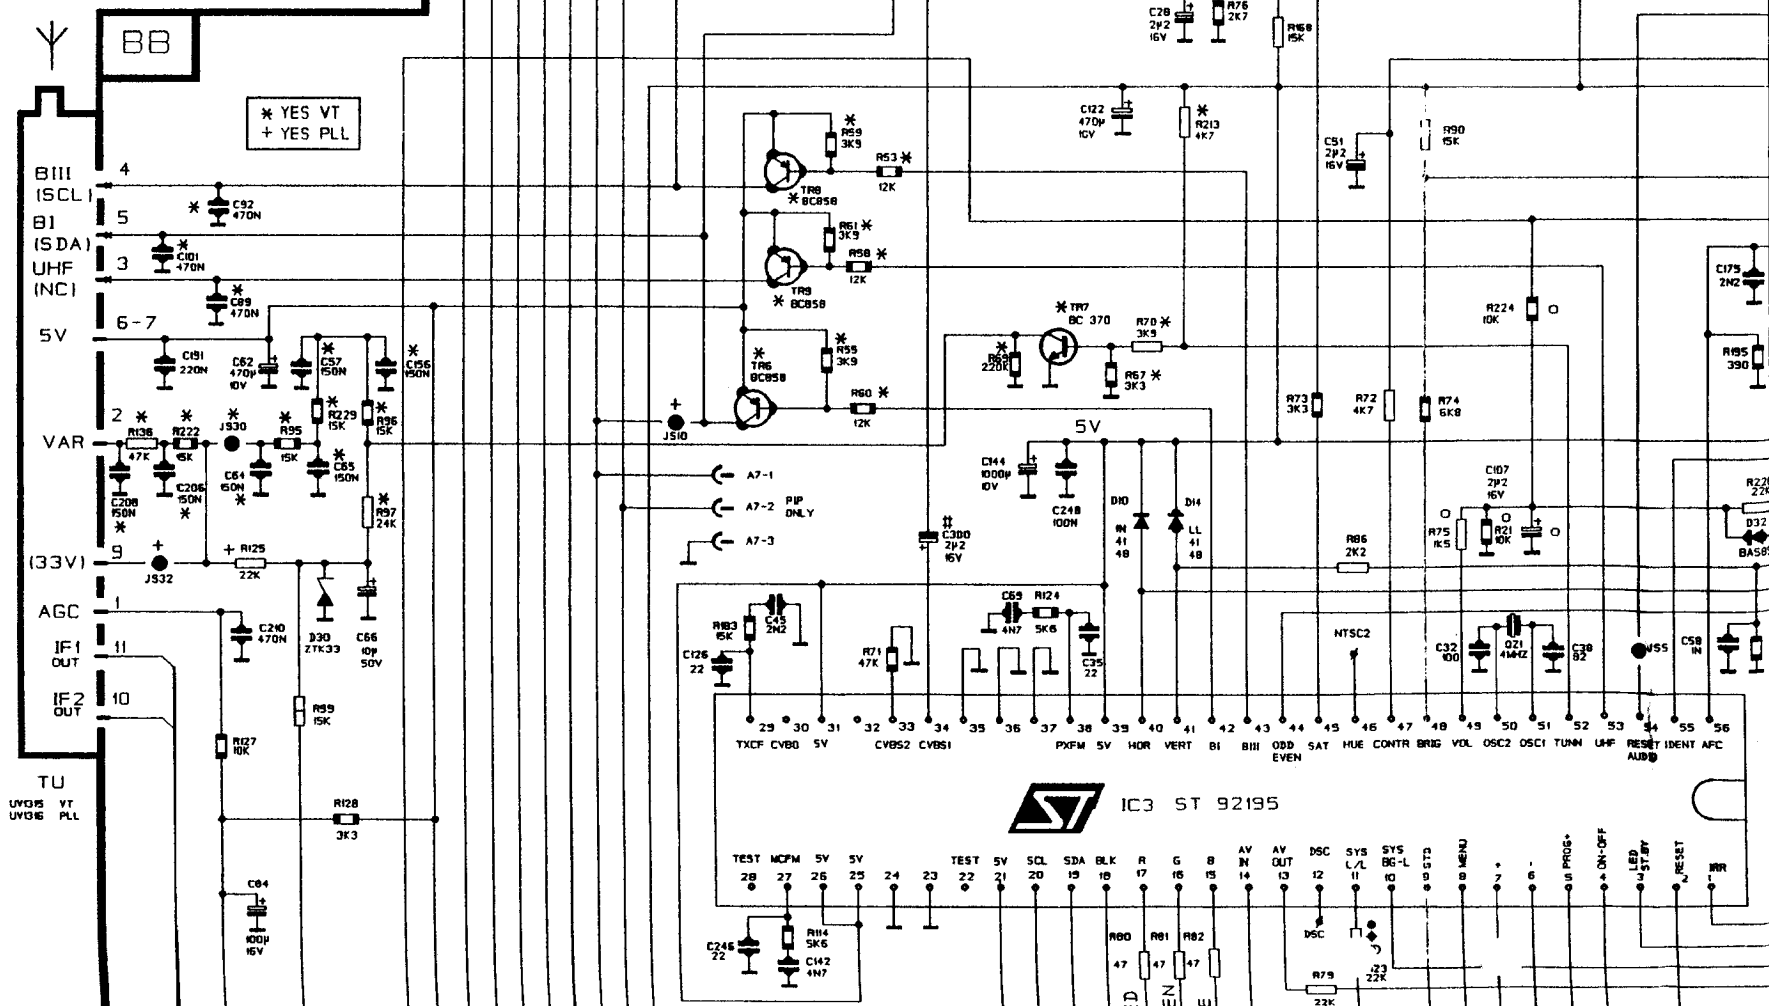 BB
* YES VT
+ YES PLL
C28
2µ2
16V
R76
2K7
R168
15K
C122
470µ
R213 *
4K7
C51
2µ2
16V
R90
15K
BIII
(SCL)
4
* C92
470N
BI
(SDA)
5
* C101
470N
UHF
(NC)
3
* C89
470N
5V
6-7
C191
220N
C62
470µ
10V
* C57
150N
* C156
150N
R59 *
3K9
R53 *
12K
TR8
* BC858
R61 *
3K9
R58 *
12K
TR9
* BC858
* TR6
BC858
R55 *
3K9
R60 *
12K
* TR7
BC 370
R70 *
3K9
R69 *
220K
R67 *
3K3
C175
2N2
R224
10K
R195
390
VAR
2
* R136
47K
* R222
15K
* JS30
* R95
15K
* R229
15K
* R96
15K
C208
150N
*
C206
150N
*
C64
150N
*
* C65
150N
* R97
24K
+ JS10
R73
3K3
R72
4K7
R74
6K8
5V
A7-1
A7-2
PIP
ONLY
A7-3
C144
1000µ
10V
C248
100N
D10
IN
41
48
D14
LL
41
48
#
C300
2µ2
16V
C107
2µ2
16V
R75
1K5
R21
10K
22K
D32
R86
2K2
(33V)
9
+
JS32
+ R125
22K
D30
ZTK33
C66
10µ
50V
AGC
1
C210
470N
IF1
OUT
11
IF2
OUT
10
R99
15K
R127
10K
TU
UV1315 VT
UV1316 PLL
R128
3K3
C84
100µ
16V
R183
15K
C45
2N2
C126
22
R71
47K
C69
4N7
R124
5K6
C35
22
NTSC2
C32
100
QZ1
4MHZ
C38
82
C58
1N
29 30 31 32 33 34 35 36 37 38 39 40 41 42 43 44 45 46 47 48 49 50 51 52 53 54 55 56
TXCF CVBO 5V CVBS2 CVBS1 PXFM 5V HOR VERT BI BIII ODD EVEN SAT HUE CONTR BRIG VOL OSC2 OSC1 TUNN UHF RESET AUDIO IDENT AFC
IC3 ST 92195
TEST MCFM 5V 5V TEST 5V SCL SDA BLK R G B AV IN AV OUT DSC SYS L/L SYS BG-L STD MENU + - PROG+ ON-OFF LED ST.BY RESET IRR
28 27 26 25 24 23 22 21 20 19 18 17 16 15 14 13 12 11 10 9 8 7 6 5 4 3 2 1
C246
22
R114
5K6
C142
4N7
R80
47
R81
47
R82
47
DSC
R79
22K
22K